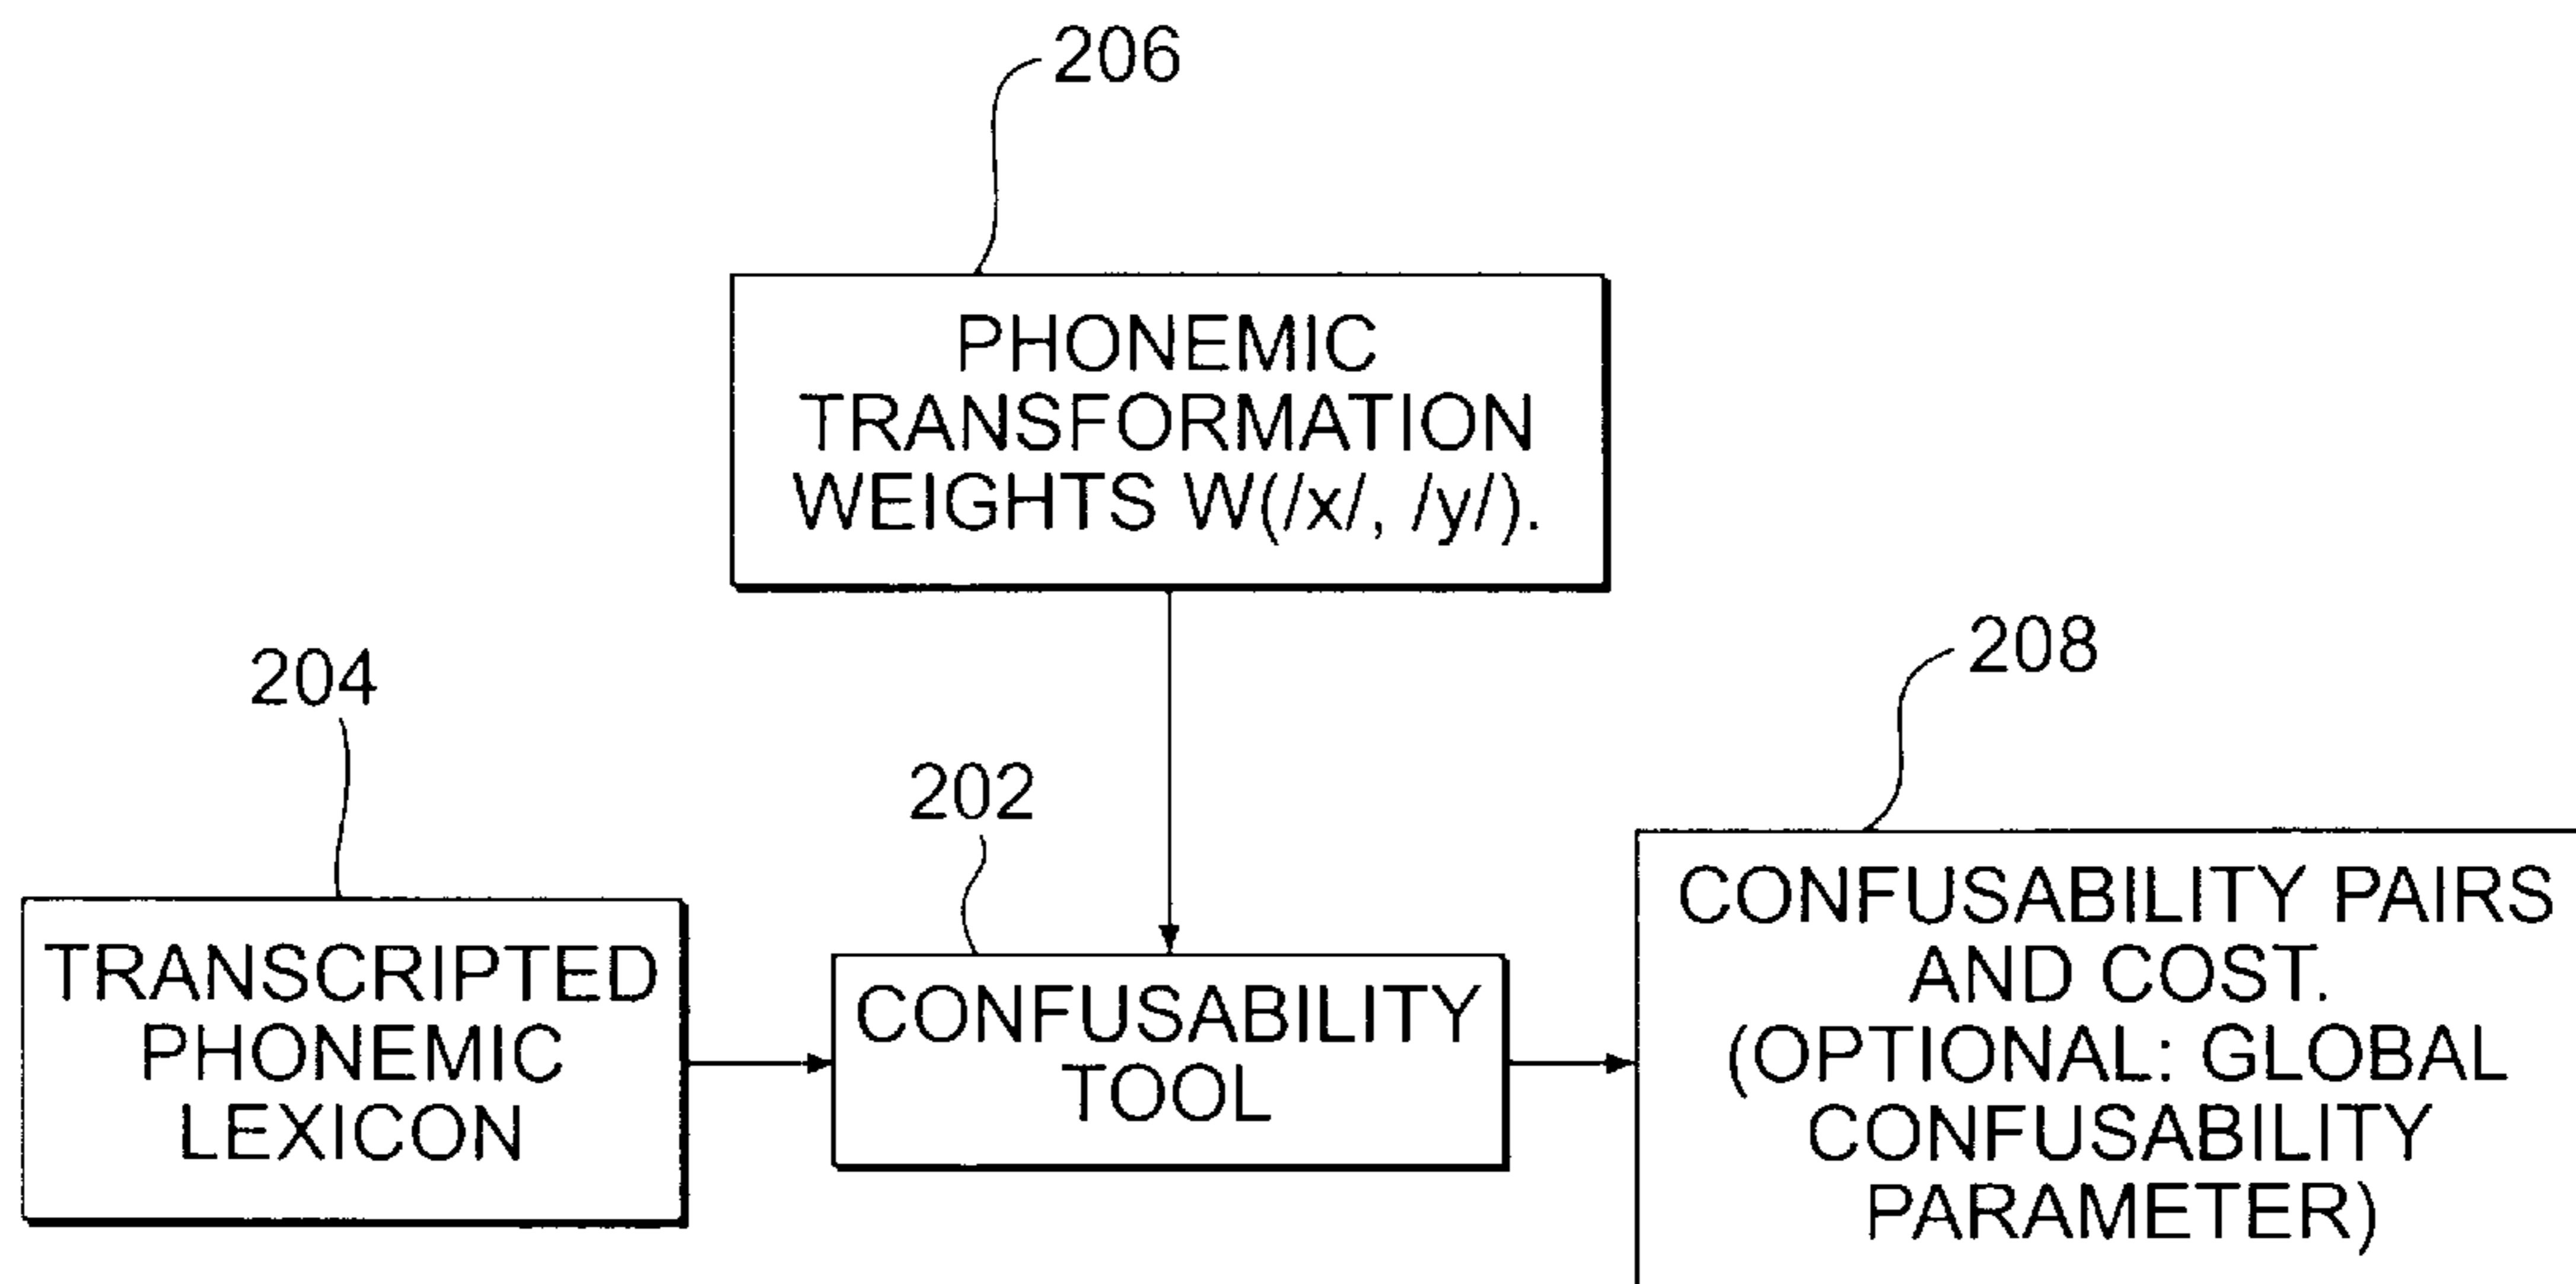 206
PHONEMIC
TRANSFORMATION
WEIGHTS W(/x/, /y/).
204
TRANSCRIPTED
PHONEMIC
LEXICON
202
CONFUSABILITY
TOOL
208
CONFUSABILITY PAIRS
AND COST.
(OPTIONAL: GLOBAL
CONFUSABILITY
PARAMETER)